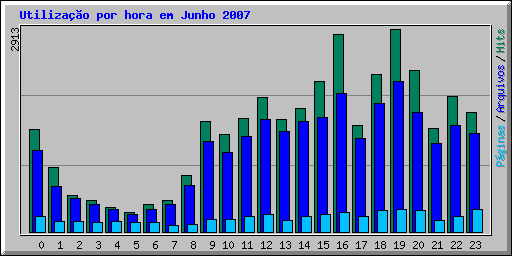 Utilização por hora em Junho 2007
2913
Páginas / Arquivos / Hits
0 1 2 3 4 5 6 7 8 9 10 11 12 13 14 15 16 17 18 19 20 21 22 23